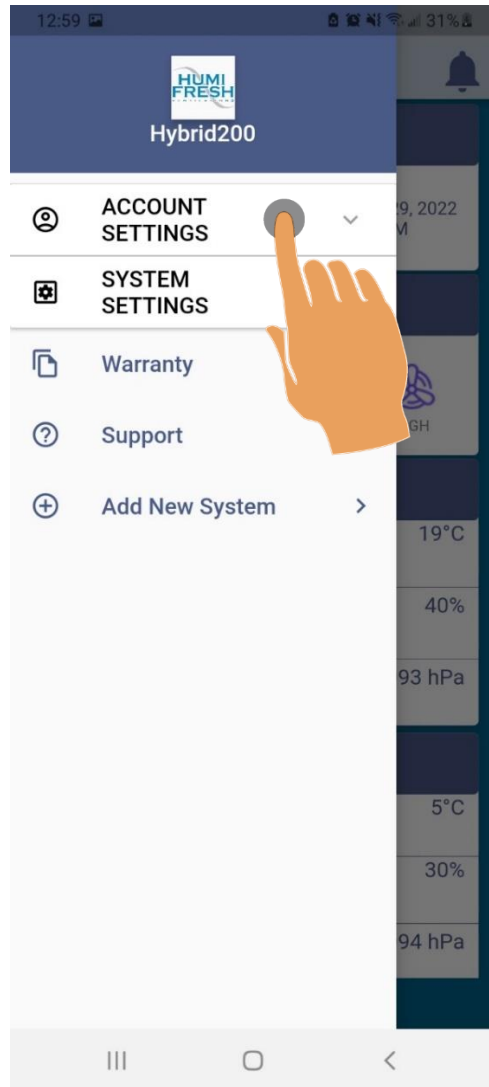 12:59
31%
HUMI
FRESH
Hybrid200
ACCOUNT
SETTINGS
29, 2022
M
SYSTEM
SETTINGS
Warranty
GH
Support
Add New System
19°C
40%
93 hPa
5°C
30%
94 hPa